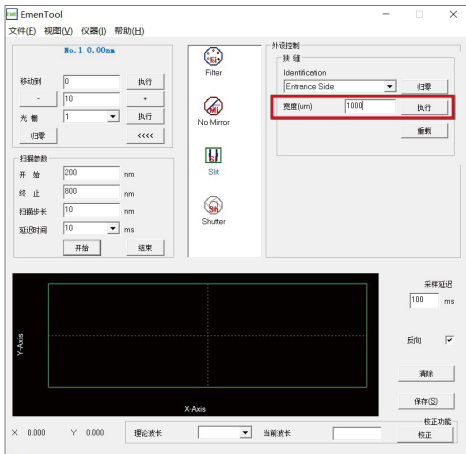 EmenTool
文件(F) 视图(V) 仪器(I) 帮助(H)
No.1 0.00nm
移动到 0 执行
- 10 +
光 栅 1 执行
归零 <<<<
扫描参数
开 始 200 nm
终 止 800 nm
扫描步长 10 nm
延迟时间 10 ms
开始 结束
Filter
No Mirror
Slit
Shutter
外设控制
狭 缝
Identification
Entrance Side 归零
宽度(um) 1000 执行
重载
Y-Axis
X-Axis
采样延迟
100 ms
反向
清除
保存(S)
校正功能
X 0.000 Y 0.000 理论波长 当前波长 校正